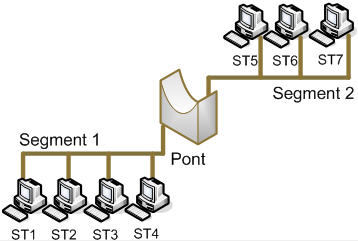 ST5 ST6 ST7
Segment 2
Segment 1
Pont
ST1 ST2 ST3 ST4